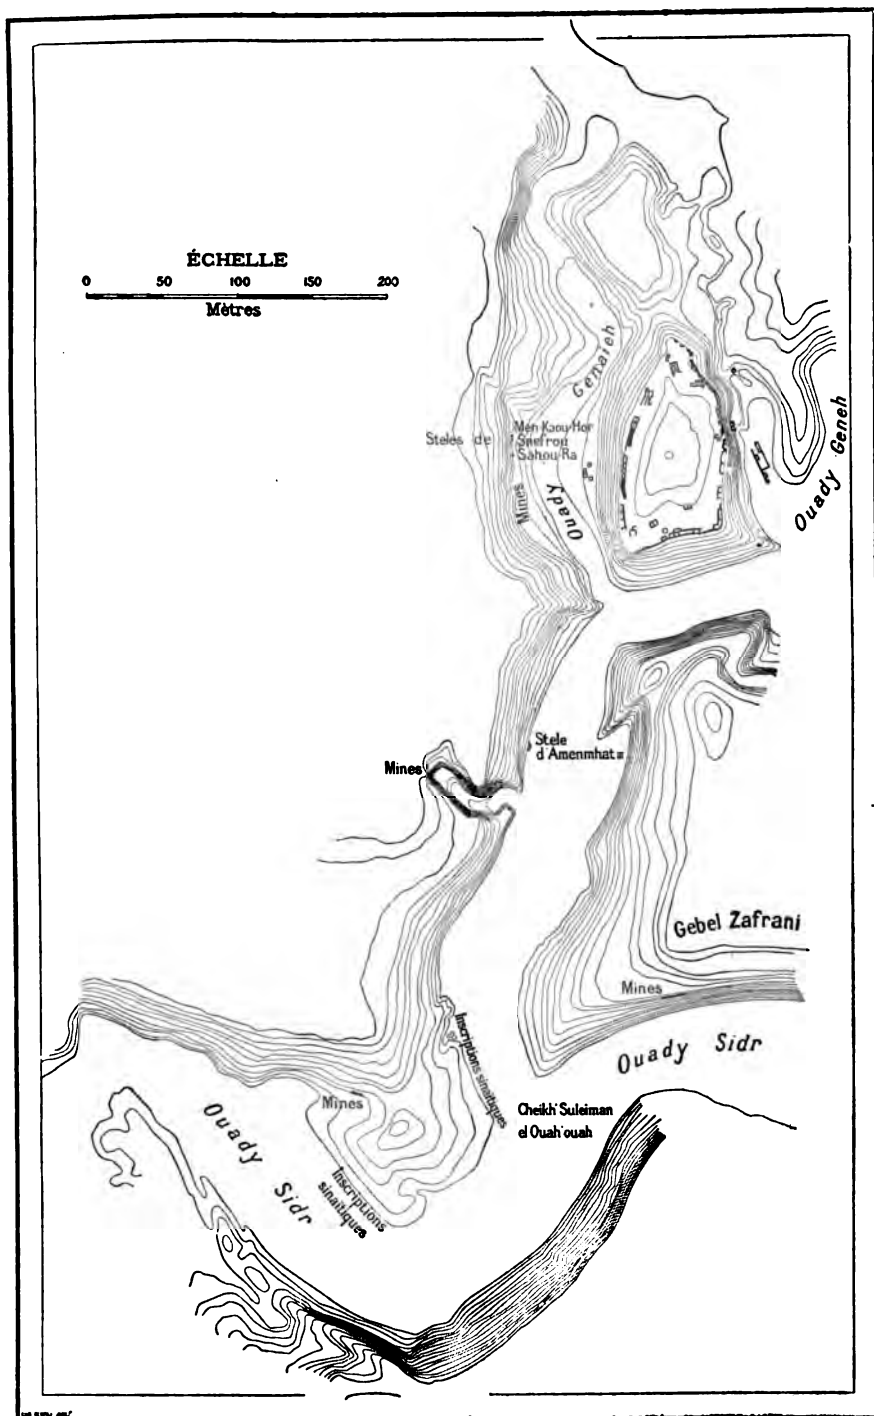 ÉCHELLE
0 50 100 150 200
Mètres
Genaieh
Ouady
Men-Kaou-Hor
Steles de Snefrou
Sahou-Ra
Mines
Ouady Geneh
Stele
d'Amenmhat
Mines
Gebel Zafrani
Mines
Ouady Sidr
Inscriptions sinaïtiques
Mines
Cheikh Suleiman
el Ouah'ouah
Ouady Sidr
Inscriptions
sinaïtiques